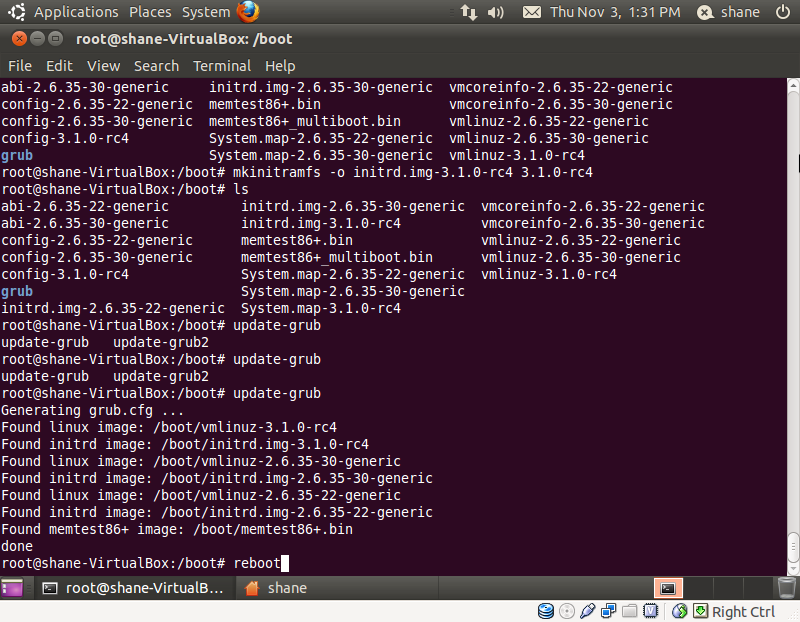 Applications Places System Thu Nov 3, 1:31 PM shane
root@shane-VirtualBox: /boot
File Edit View Search Terminal Help
abi-2.6.35-30-generic initrd.img-2.6.35-30-generic vmcoreinfo-2.6.35-22-generic
config-2.6.35-22-generic memtest86+.bin vmcoreinfo-2.6.35-30-generic
config-2.6.35-30-generic memtest86+_multiboot.bin vmlinuz-2.6.35-22-generic
config-3.1.0-rc4 System.map-2.6.35-22-generic vmlinuz-2.6.35-30-generic
grub System.map-2.6.35-30-generic vmlinuz-3.1.0-rc4
root@shane-VirtualBox:/boot# mkinitramfs -o initrd.img-3.1.0-rc4 3.1.0-rc4
root@shane-VirtualBox:/boot# ls
abi-2.6.35-22-generic initrd.img-2.6.35-30-generic vmcoreinfo-2.6.35-22-generic
abi-2.6.35-30-generic initrd.img-3.1.0-rc4 vmcoreinfo-2.6.35-30-generic
config-2.6.35-22-generic memtest86+.bin vmlinuz-2.6.35-22-generic
config-2.6.35-30-generic memtest86+_multiboot.bin vmlinuz-2.6.35-30-generic
config-3.1.0-rc4 System.map-2.6.35-22-generic vmlinuz-3.1.0-rc4
grub System.map-2.6.35-30-generic
initrd.img-2.6.35-22-generic System.map-3.1.0-rc4
root@shane-VirtualBox:/boot# update-grub
update-grub update-grub2
root@shane-VirtualBox:/boot# update-grub
update-grub update-grub2
root@shane-VirtualBox:/boot# update-grub
Generating grub.cfg ...
Found linux image: /boot/vmlinuz-3.1.0-rc4
Found initrd image: /boot/initrd.img-3.1.0-rc4
Found linux image: /boot/vmlinuz-2.6.35-30-generic
Found initrd image: /boot/initrd.img-2.6.35-30-generic
Found linux image: /boot/vmlinuz-2.6.35-22-generic
Found initrd image: /boot/initrd.img-2.6.35-22-generic
Found memtest86+ image: /boot/memtest86+.bin
done
root@shane-VirtualBox:/boot# reboot
root@shane-VirtualB... shane
Right Ctrl